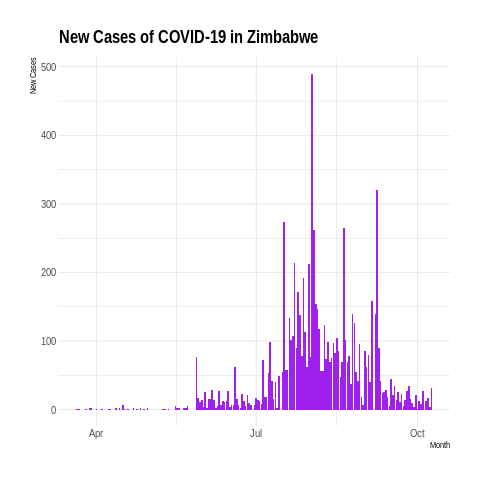 New Cases of COVID-19 in Zimbabwe
New Cases
500
400
300
200
100
0
Apr
Jul
Oct
Month